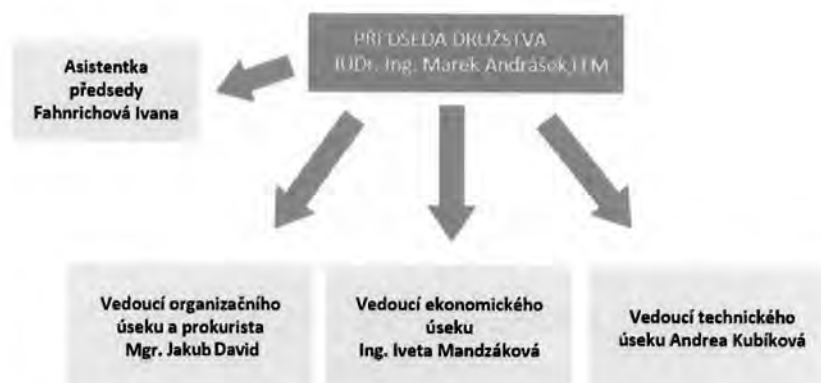 PŘEDSEDA DRUŽSTVA
JUDr. Ing. Marek Andrášek,
Asistentka
předsedy
Fahnrichová Ivana
Vedoucí organizačního
úseku a prokurista
Mgr. Jakub David
Vedoucí ekonomického
úseku
Ing. Iveta Mandzáková
Vedoucí technického
úseku Andrea Kubíková